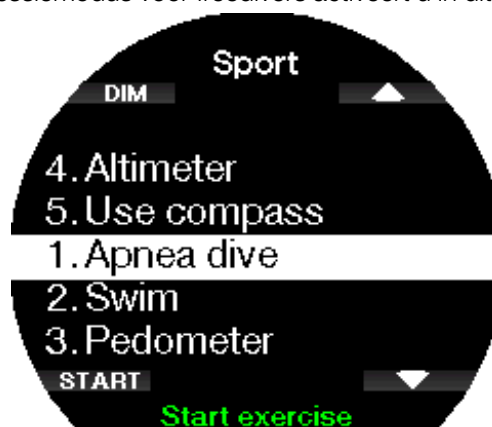 Sport
DIM
4. Altimeter
5. Use compass
1. Apnea dive
2. Swim
3. Pedometer
START
Start exercise